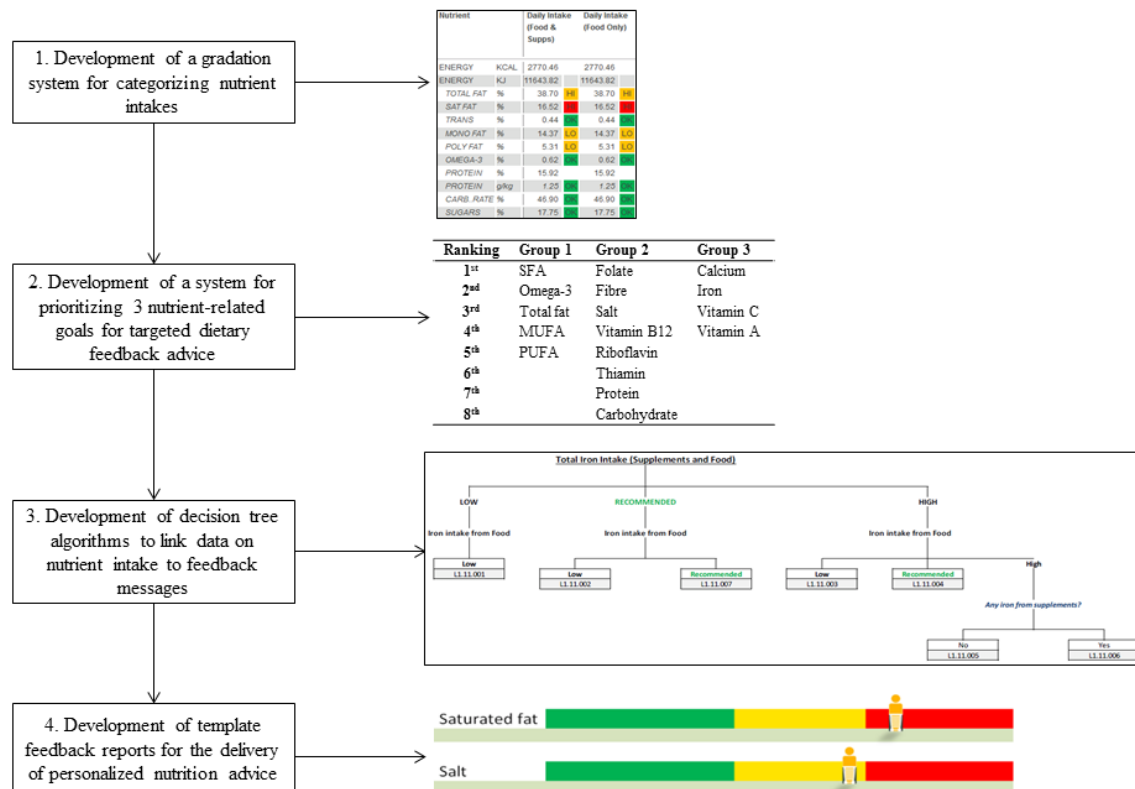 1. Development of a gradation
system for categorizing nutrient
intakes
Nutrient Daily Intake Daily Intake
(Food & (Food Only)
Supps)
ENERGY KCAL 2770.46 2770.46
ENERGY KJ 11643.82 11643.82
TOTAL FAT % 38.70 HI 38.70 HI
SAT FAT % 16.52 16.52
TRANS % 0.44 OK 0.44 OK
MONO FAT % 14.37 LO 14.37 LO
POLY FAT % 5.31 LO 5.31 LO
OMEGA-3 % 0.62 OK 0.62 OK
PROTEIN % 15.92 15.92
PROTEIN g/kg 1.25 OK 1.25 OK
CARB.RATE % 46.90 OK 46.90 OK
SUGARS % 17.75 OK 17.75 OK
2. Development of a system for
prioritizing 3 nutrient-related
goals for targeted dietary
feedback advice
Ranking Group 1 Group 2 Group 3
1st SFA Folate Calcium
2nd Omega-3 Fibre Iron
3rd Total fat Salt Vitamin C
4th MUFA Vitamin B12 Vitamin A
5th PUFA Riboflavin
6th Thiamin
7th Protein
8th Carbohydrate
3. Development of decision tree
algorithms to link data on
nutrient intake to feedback
messages
Total Iron Intake (Supplements and Food)
LOW RECOMMENDED HIGH
Iron intake from Food Iron intake from Food Iron intake from Food
Low Low Recommended Low Recommended High
L1.11.001 L1.11.002 L1.11.007 L1.11.003 L1.11.004
Any iron from supplements?
No Yes
L1.11.005 L1.11.006
4. Development of template
feedback reports for the delivery
of personalized nutrition advice
Saturated fat
Salt